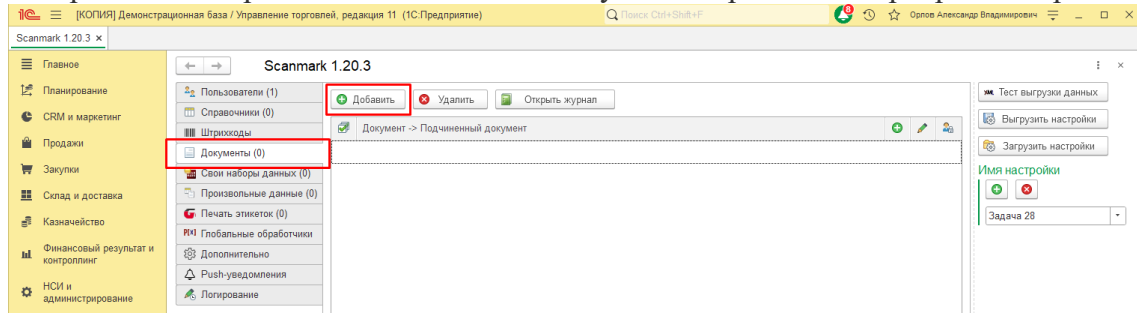 [КОПИЯ] Демонстрационная база / Управление торговлей, редакция 11 (1С:Предприятие)
Поиск Ctrl+Shift+F
8
Орлов Александр Владимирович
Scanmark 1.20.3 ×
Главное
Планирование
CRM и маркетинг
Продажи
Закупки
Склад и доставка
Казначейство
Финансовый результат и
контроллинг
НСИ и
администрирование
Scanmark 1.20.3
Пользователи (1)
Справочники (0)
Штрихкоды
Документы (0)
Свои наборы данных (0)
Произвольные данные (0)
Печать этикеток (0)
Глобальные обработчики
Дополнительно
Push-уведомления
Логирование
Добавить
Удалить
Открыть журнал
Документ -> Подчиненный документ
XML Тест выгрузки данных
Выгрузить настройки
Загрузить настройки
Имя настройки
Задача 28